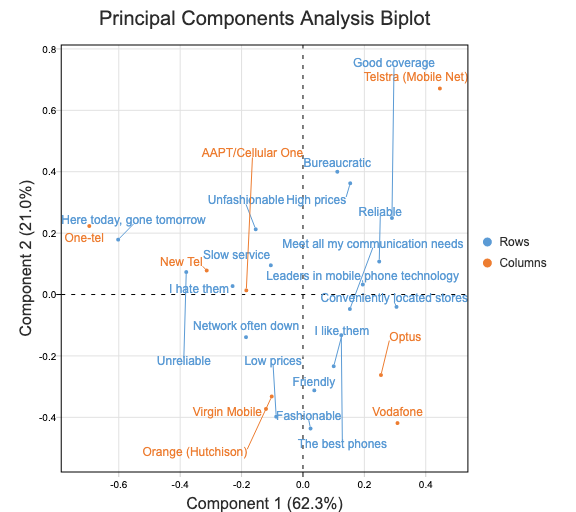 Principal Components Analysis Biplot
Component 2 (21.0%)
0.8
0.6
0.4
0.2
0.0
-0.2
-0.4
Good coverage
Telstra (Mobile Net)
AAPT/Cellular One
Bureaucratic
Unfashionable
High prices
Reliable
Here today, gone tomorrow
One-tel
Slow service
Meet all my communication needs
New Tel
Leaders in mobile phone technology
I hate them
Conveniently located stores
Network often down
I like them
Optus
Unreliable
Low prices
Friendly
Virgin Mobile
Fashionable
Vodafone
Orange (Hutchison)
The best phones
-0.6 -0.4 -0.2 0.0 0.2 0.4
Component 1 (62.3%)
Rows
Columns